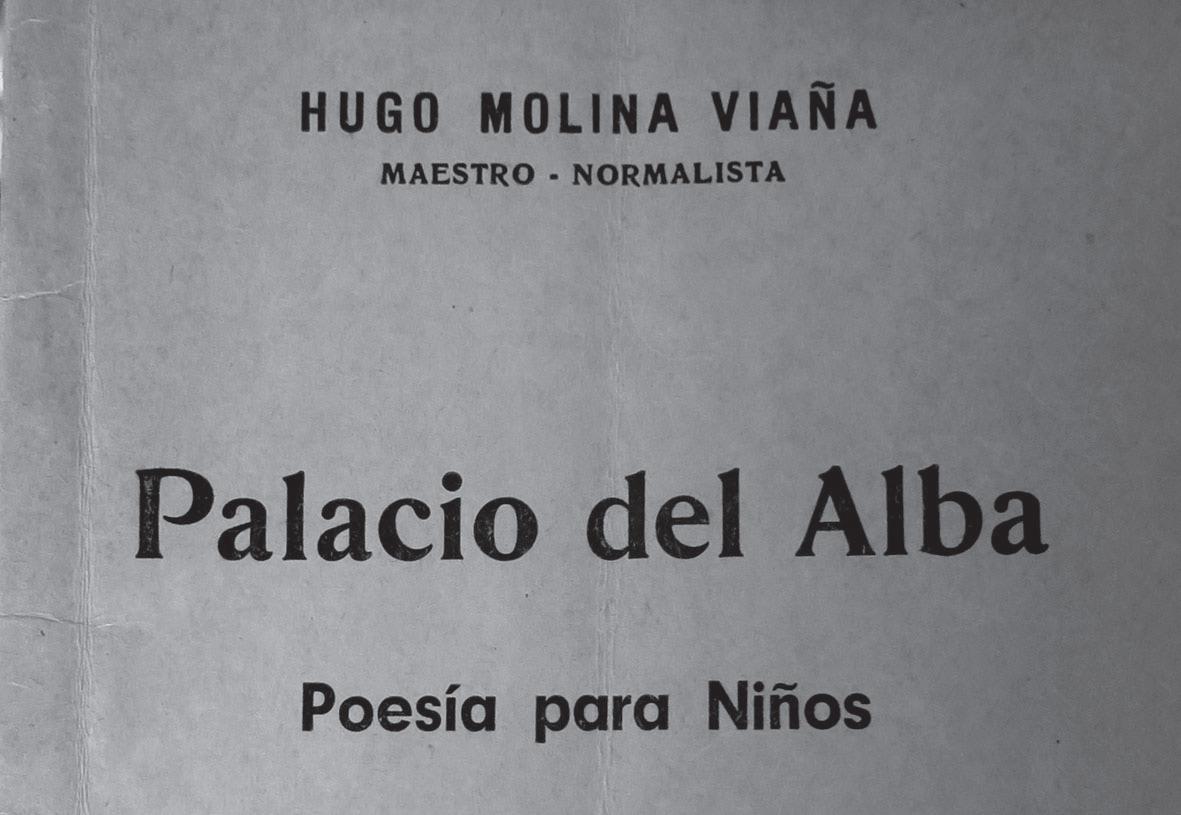 HUGO MOLINA VIAÑA
MAESTRO - NORMALISTA
Palacio del Alba
Poesía para Niños